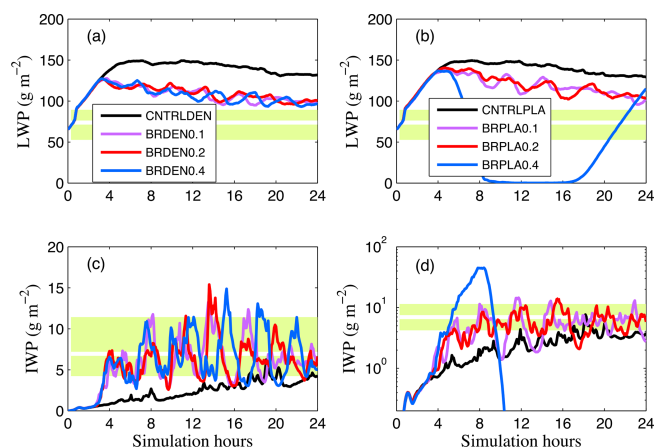 (a)
LWP (g m⁻²)
200
150
100
50
0
0 4 8 12 16 20 24
CNTRLDEN
BRDEN0.1
BRDEN0.2
BRDEN0.4
(b)
LWP (g m⁻²)
200
150
100
50
0
0 4 8 12 16 20 24
CNTRLPLA
BRPLA0.1
BRPLA0.2
BRPLA0.4
(c)
IWP (g m⁻²)
20
15
10
5
0
0 4 8 12 16 20 24
Simulation hours
(d)
IWP (g m⁻²)
10²
10¹
10⁰
0 4 8 12 16 20 24
Simulation hours